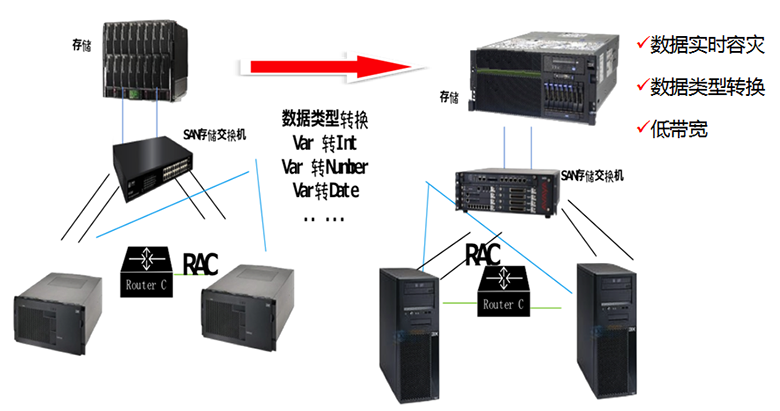 存储
SAN存储交换机
RAC
Router C
数据类型转换
Var 转Int
Var 转Number
Var转Date
.. ...
存储
SAN存储交换机
RAC
Router C
数据实时容灾
数据类型转换
低带宽